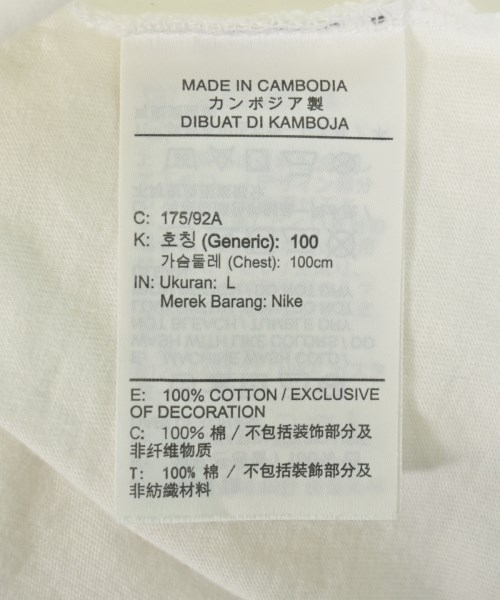 MADE IN CAMBODIA
カンボジア製
DIBUAT DI KAMBOJA
C: 175/92A
K: 호칭 (Generic): 100
가슴둘레 (Chest): 100cm
IN: Ukuran: L
Merek Barang: Nike
E: 100% COTTON / EXCLUSIVE
OF DECORATION
C: 100% 棉 / 不包括装饰部分及
非纤维物质
T: 100% 棉 / 不包括裝飾部分及
非紡織材料